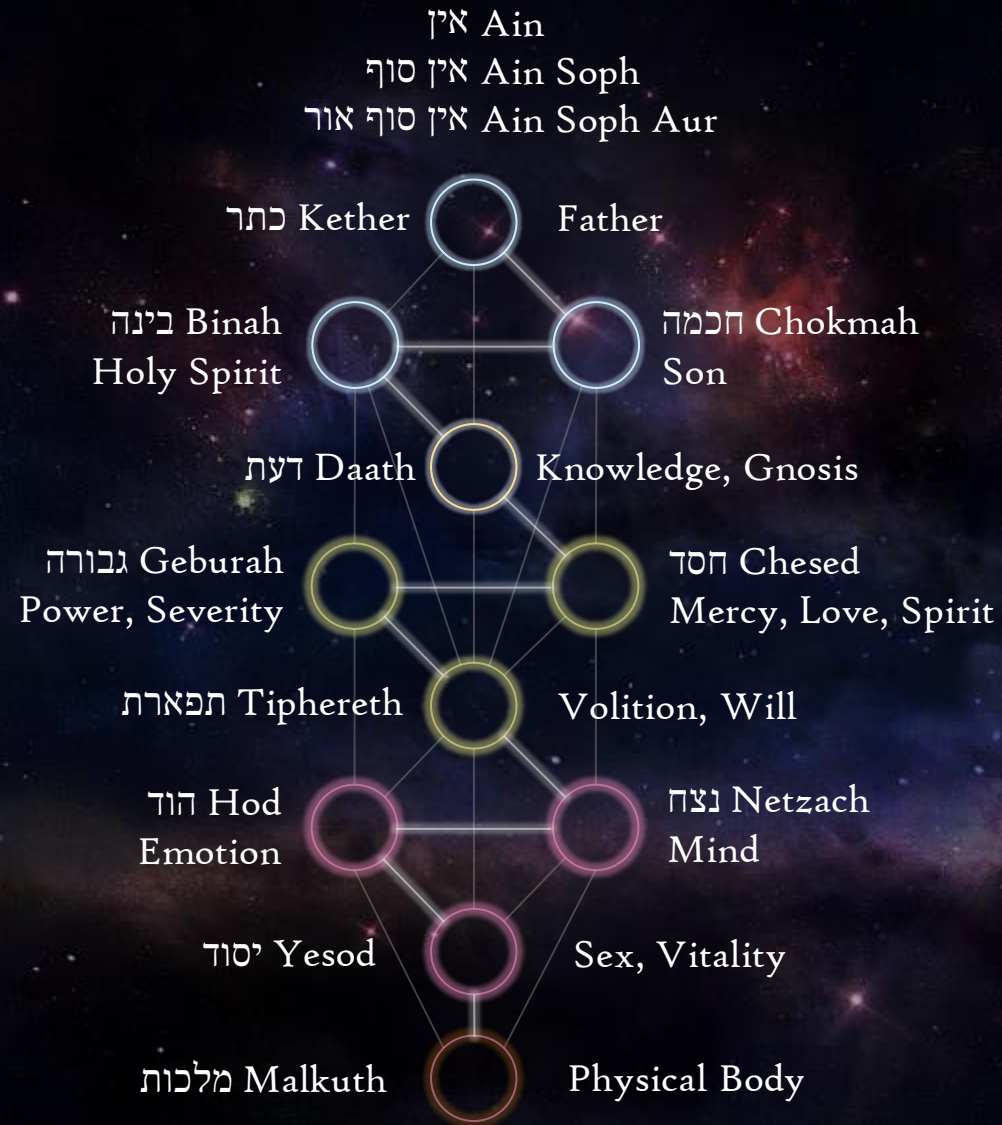 אין Ain
אין סוף Ain Soph
אין סוף אור Ain Soph Aur
כתר Kether
Father
בינה Binah
Holy Spirit
חכמה Chokmah
Son
דעת Daath
Knowledge, Gnosis
גבורה Geburah
Power, Severity
חסד Chesed
Mercy, Love, Spirit
תפארת Tiphereth
Volition, Will
הוד Hod
Emotion
נצח Netzach
Mind
יסוד Yesod
Sex, Vitality
מלכות Malkuth
Physical Body